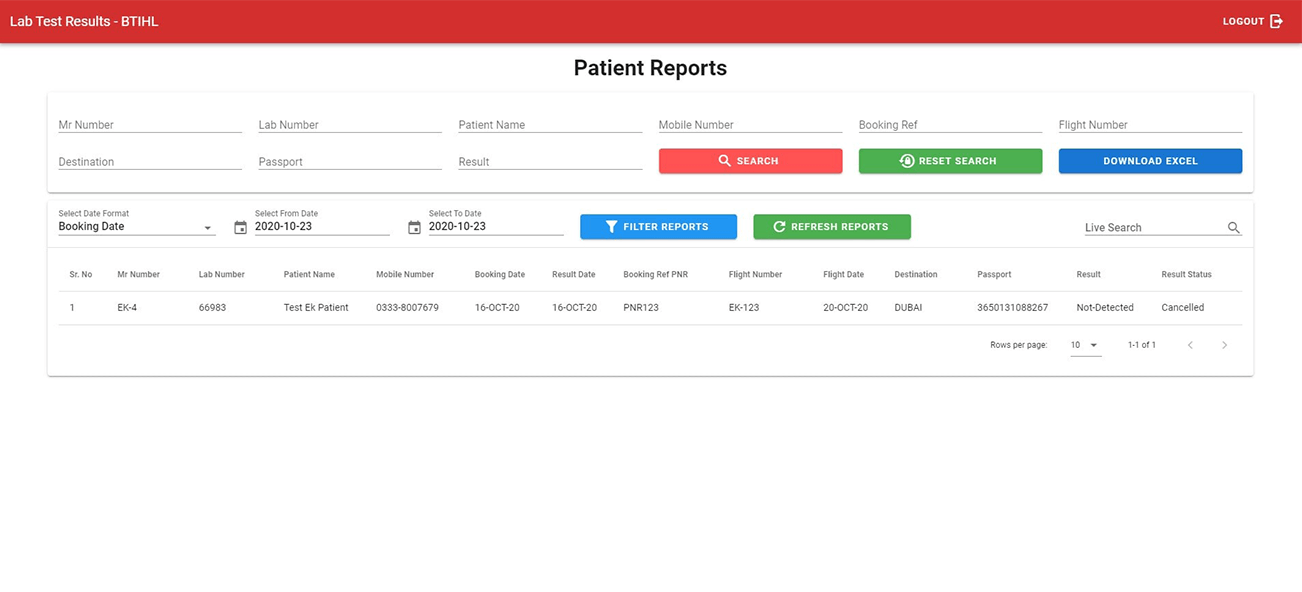 Lab Test Results - BTIHL LOGOUT
Patient Reports
Mr Number Lab Number Patient Name Mobile Number Booking Ref Flight Number
Destination Passport Result SEARCH RESET SEARCH DOWNLOAD EXCEL
Select Date Format Select From Date Select To Date
Booking Date 2020-10-23 2020-10-23 FILTER REPORTS REFRESH REPORTS Live Search
Sr. No Mr Number Lab Number Patient Name Mobile Number Booking Date Result Date Booking Ref PNR Flight Number Flight Date Destination Passport Result Result Status
1 EK-4 66983 Test Ek Patient 0333-8007679 16-OCT-20 16-OCT-20 PNR123 EK-123 20-OCT-20 DUBAI 3650131088267 Not-Detected Cancelled
Rows per page: 10 1-1 of 1